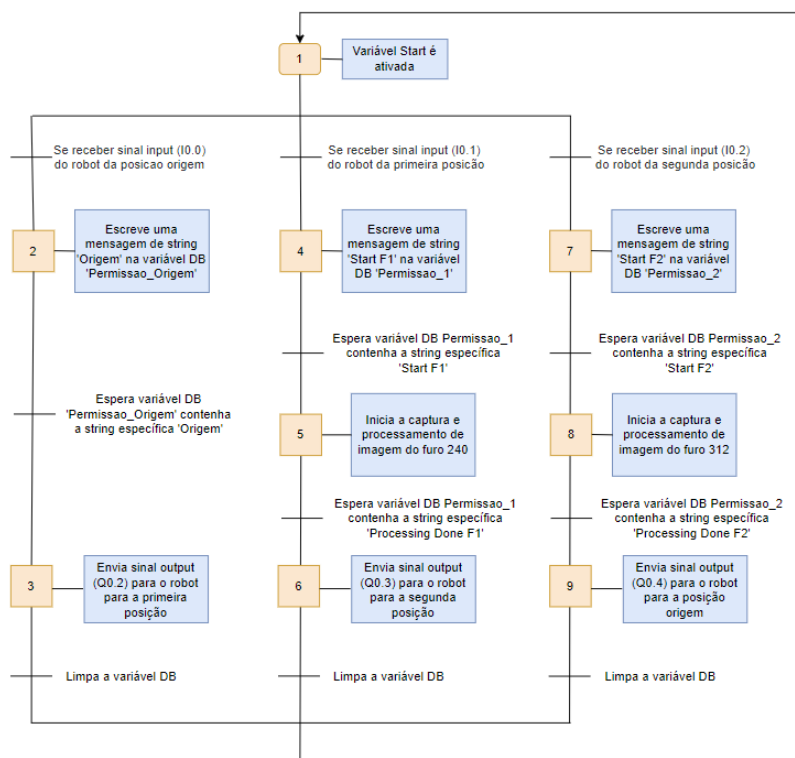 1
Variável Start é
ativada
Se receber sinal input (I0.0)
do robot da posicao origem
Se receber sinal input (I0.1)
do robot da primeira posicão
Se receber sinal input (I0.2)
do robot da segunda posicão
2
Escreve uma
mensagem de string
'Origem' na variável DB
'Permissao_Origem'
4
Escreve uma
mensagem de string
'Start F1' na variável
DB 'Permissao_1'
7
Escreve uma
mensagem de string
'Start F2' na variável
DB 'Permissao_2'
Espera variável DB Permissao_1
contenha a string específica
'Start F1'
Espera variável DB Permissao_2
contenha a string específica
'Start F2'
Espera variável DB
'Permissao_Origem' contenha
a string específica 'Origem'
5
Inicia a captura e
processamento de
imagem do furo 240
8
Inicia a captura e
processamento de
imagem do furo 312
Espera variável DB Permissao_1
contenha a string específica
'Processing Done F1'
Espera variável DB Permissao_2
contenha a string específica
'Processing Done F2'
3
Envia sinal output
(Q0.2) para o robot
para a primeira
posição
6
Envia sinal output
(Q0.3) para o robot
para a segunda
posição
9
Envia sinal output
(Q0.4) para o robot
para a posição
origem
Limpa a variável DB
Limpa a variável DB
Limpa a variável DB